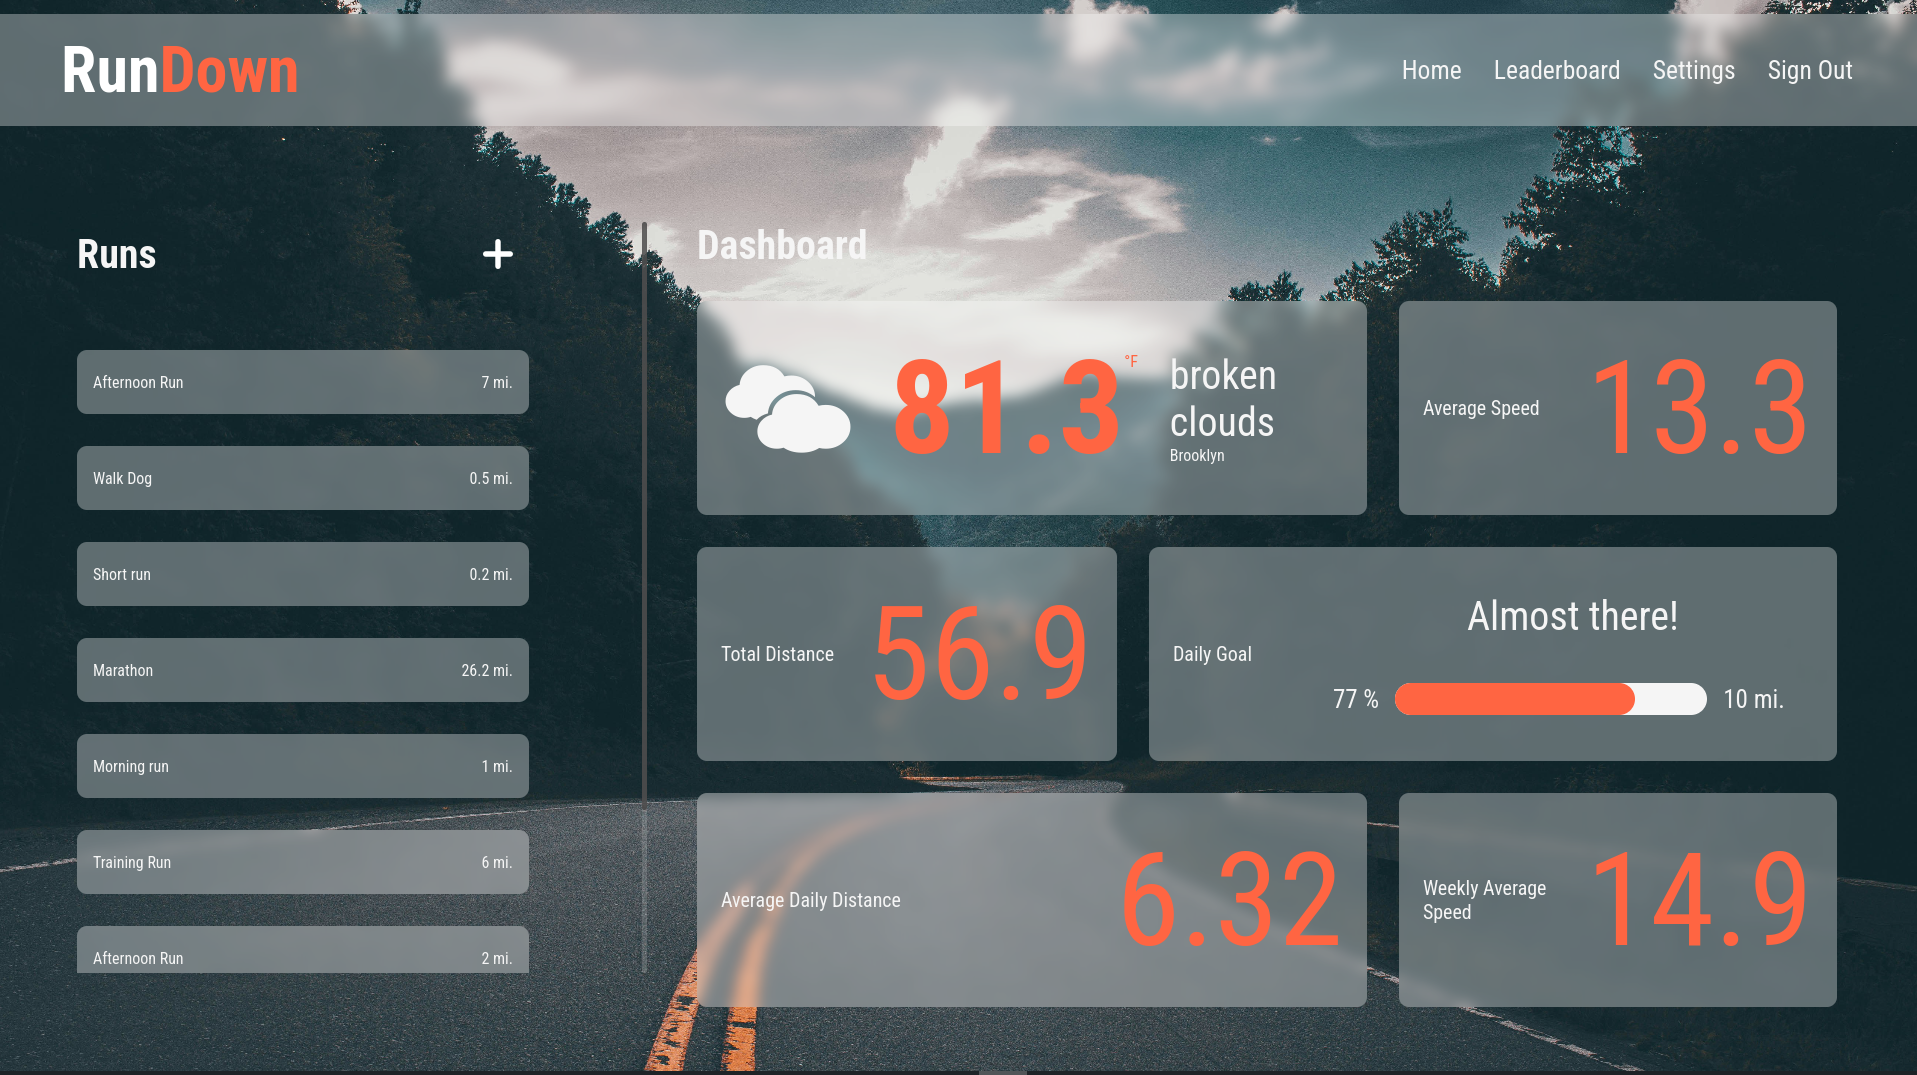 RunDown
Home Leaderboard Settings Sign Out
Runs
Afternoon Run 7 mi.
Walk Dog 0.5 mi.
Short run 0.2 mi.
Marathon 26.2 mi.
Morning run 1 mi.
Training Run 6 mi.
Afternoon Run 2 mi.
Dashboard
81.3 °F
broken
clouds
Brooklyn
Average Speed 13.3
Total Distance 56.9
Daily Goal
Almost there!
77 % 10 mi.
Average Daily Distance 6.32
Weekly Average
Speed
14.9